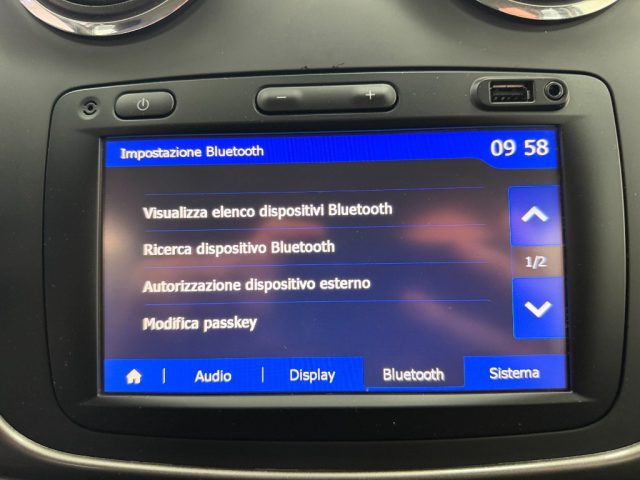 Impostazione Bluetooth
09 58
Visualizza elenco dispositivi Bluetooth
Ricerca dispositivo Bluetooth
1/2
Autorizzazione dispositivo esterno
Modifica passkey
Audio
Display
Bluetooth
Sistema